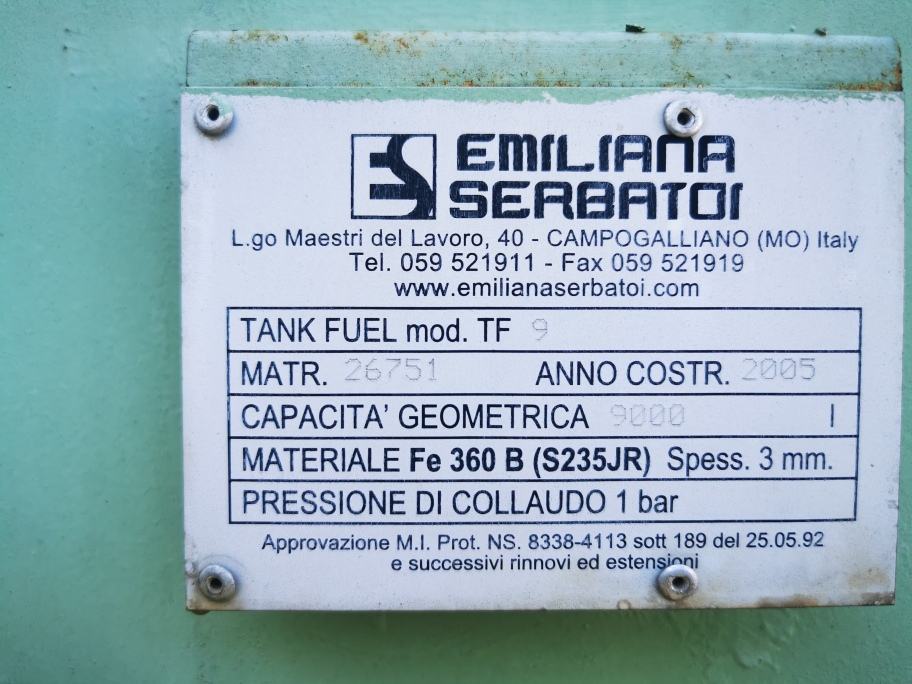 ES EMILIANA
SERBATOI
L.go Maestri del Lavoro, 40 - CAMPOGALLIANO (MO) Italy
Tel. 059 521911 - Fax 059 521919
www.emilianaserbatoi.com
TANK FUEL mod. TF 9
MATR. 26751 ANNO COSTR. 2005
CAPACITA' GEOMETRICA 9000 l
MATERIALE Fe 360 B (S235JR) Spess. 3 mm.
PRESSIONE DI COLLAUDO 1 bar
Approvazione M.I. Prot. NS. 8338-4113 sott 189 del 25.05.92
e successivi rinnovi ed estensioni